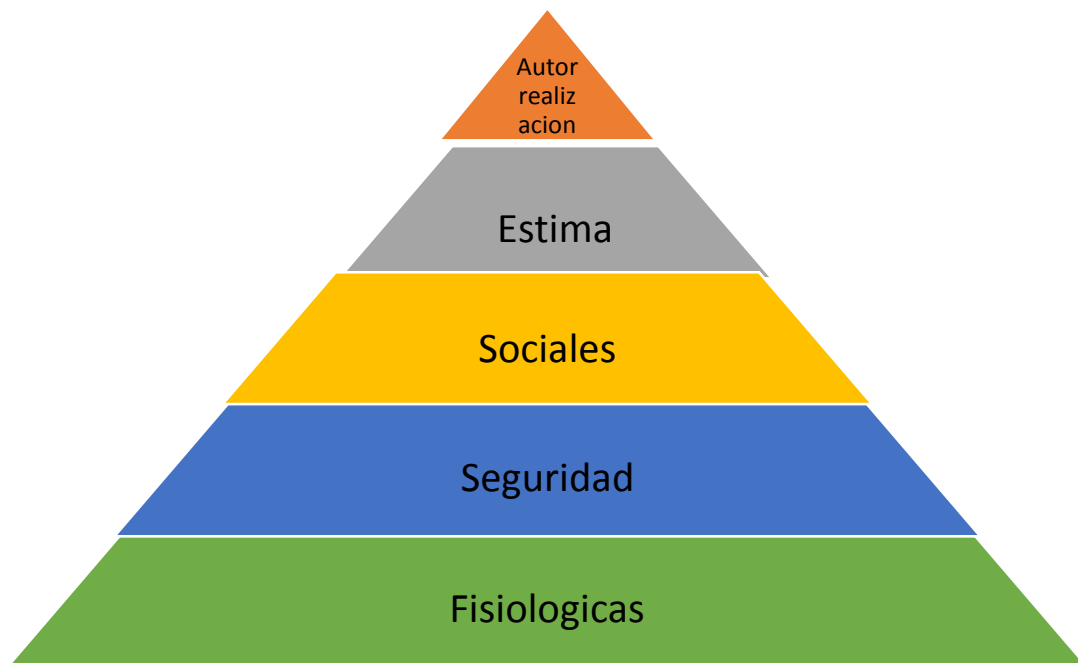 Autor
realiz
acion
Estima
Sociales
Seguridad
Fisiologicas